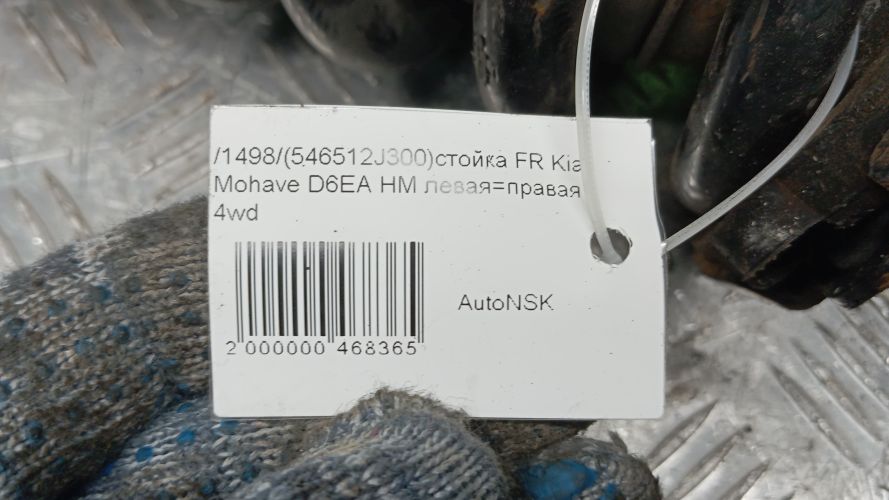 /1498/(546512J300)стойка FR Kia
Mohave D6EA HM левая=правая
4wd
2 000000 468365
AutoNSK